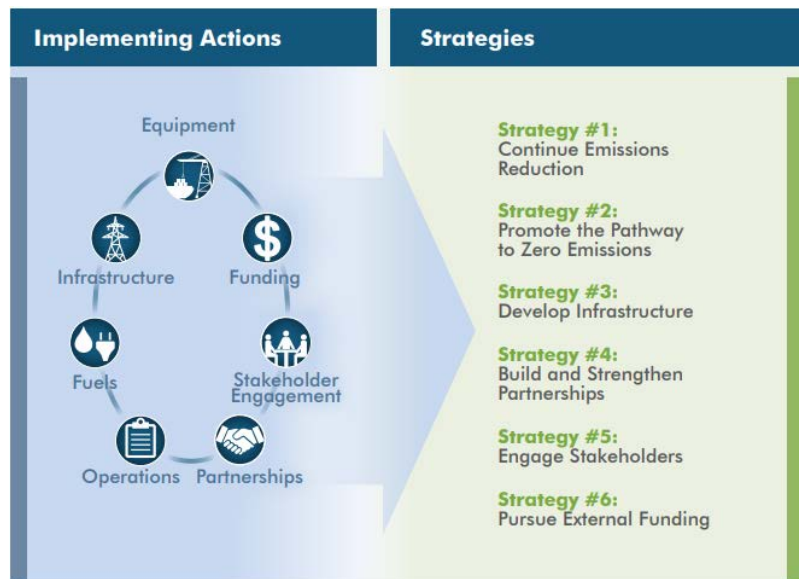 Implementing Actions
Strategies
Equipment
Infrastructure
Funding
Fuels
Stakeholder
Engagement
Operations
Partnerships
Strategy #1:
Continue Emissions
Reduction
Strategy #2:
Promote the Pathway
to Zero Emissions
Strategy #3:
Develop Infrastructure
Strategy #4:
Build and Strengthen
Partnerships
Strategy #5:
Engage Stakeholders
Strategy #6:
Pursue External Funding